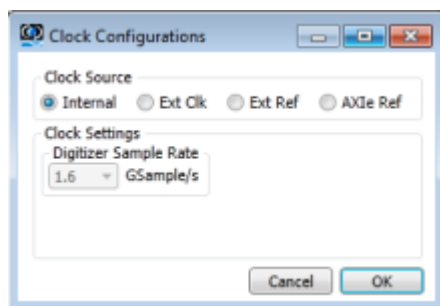 Clock Configurations
Clock Source
Internal Ext Clk Ext Ref AXIe Ref
Clock Settings
Digitizer Sample Rate
1.6 GSample/s
Cancel OK